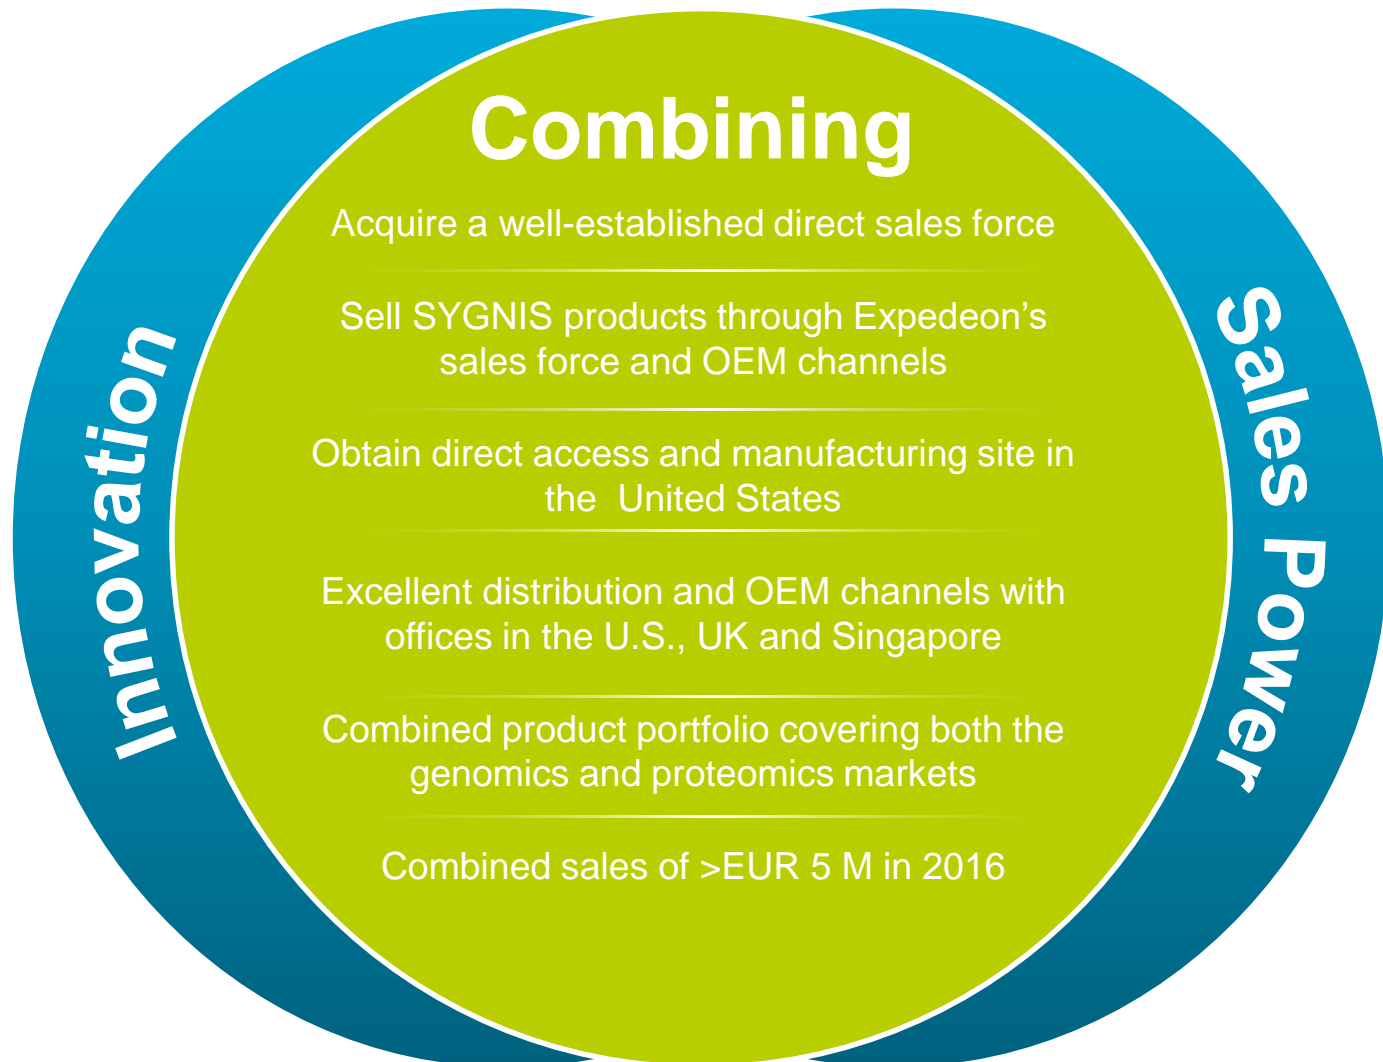 Combining
Acquire a well-established direct sales force
Sell SYGNIS products through Expedeon’s
sales force and OEM channels
Obtain direct access and manufacturing site in
the  United States
Excellent distribution and OEM channels with
offices in the U.S., UK and Singapore
Combined product portfolio covering both the
genomics and proteomics markets
Combined sales of >EUR 5 M in 2016
Innovation
Sales Power